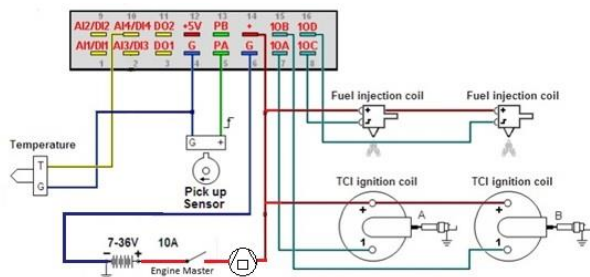 9 10 11 12 13 14 15 16
AI2/DI2 AI4/DI4 DO2 +5V PB + 10B 10D
AI1/DI1 AI3/DI3 DO1 G PA G 10A 10C
1 2 3 4 5 6 7 8
Fuel injection coil Fuel injection coil
Temperature
T
G
G +
Pick up
Sensor
TCI ignition coil TCI ignition coil
+ A + B
1 1
7-36V 10A
- +
Engine Master